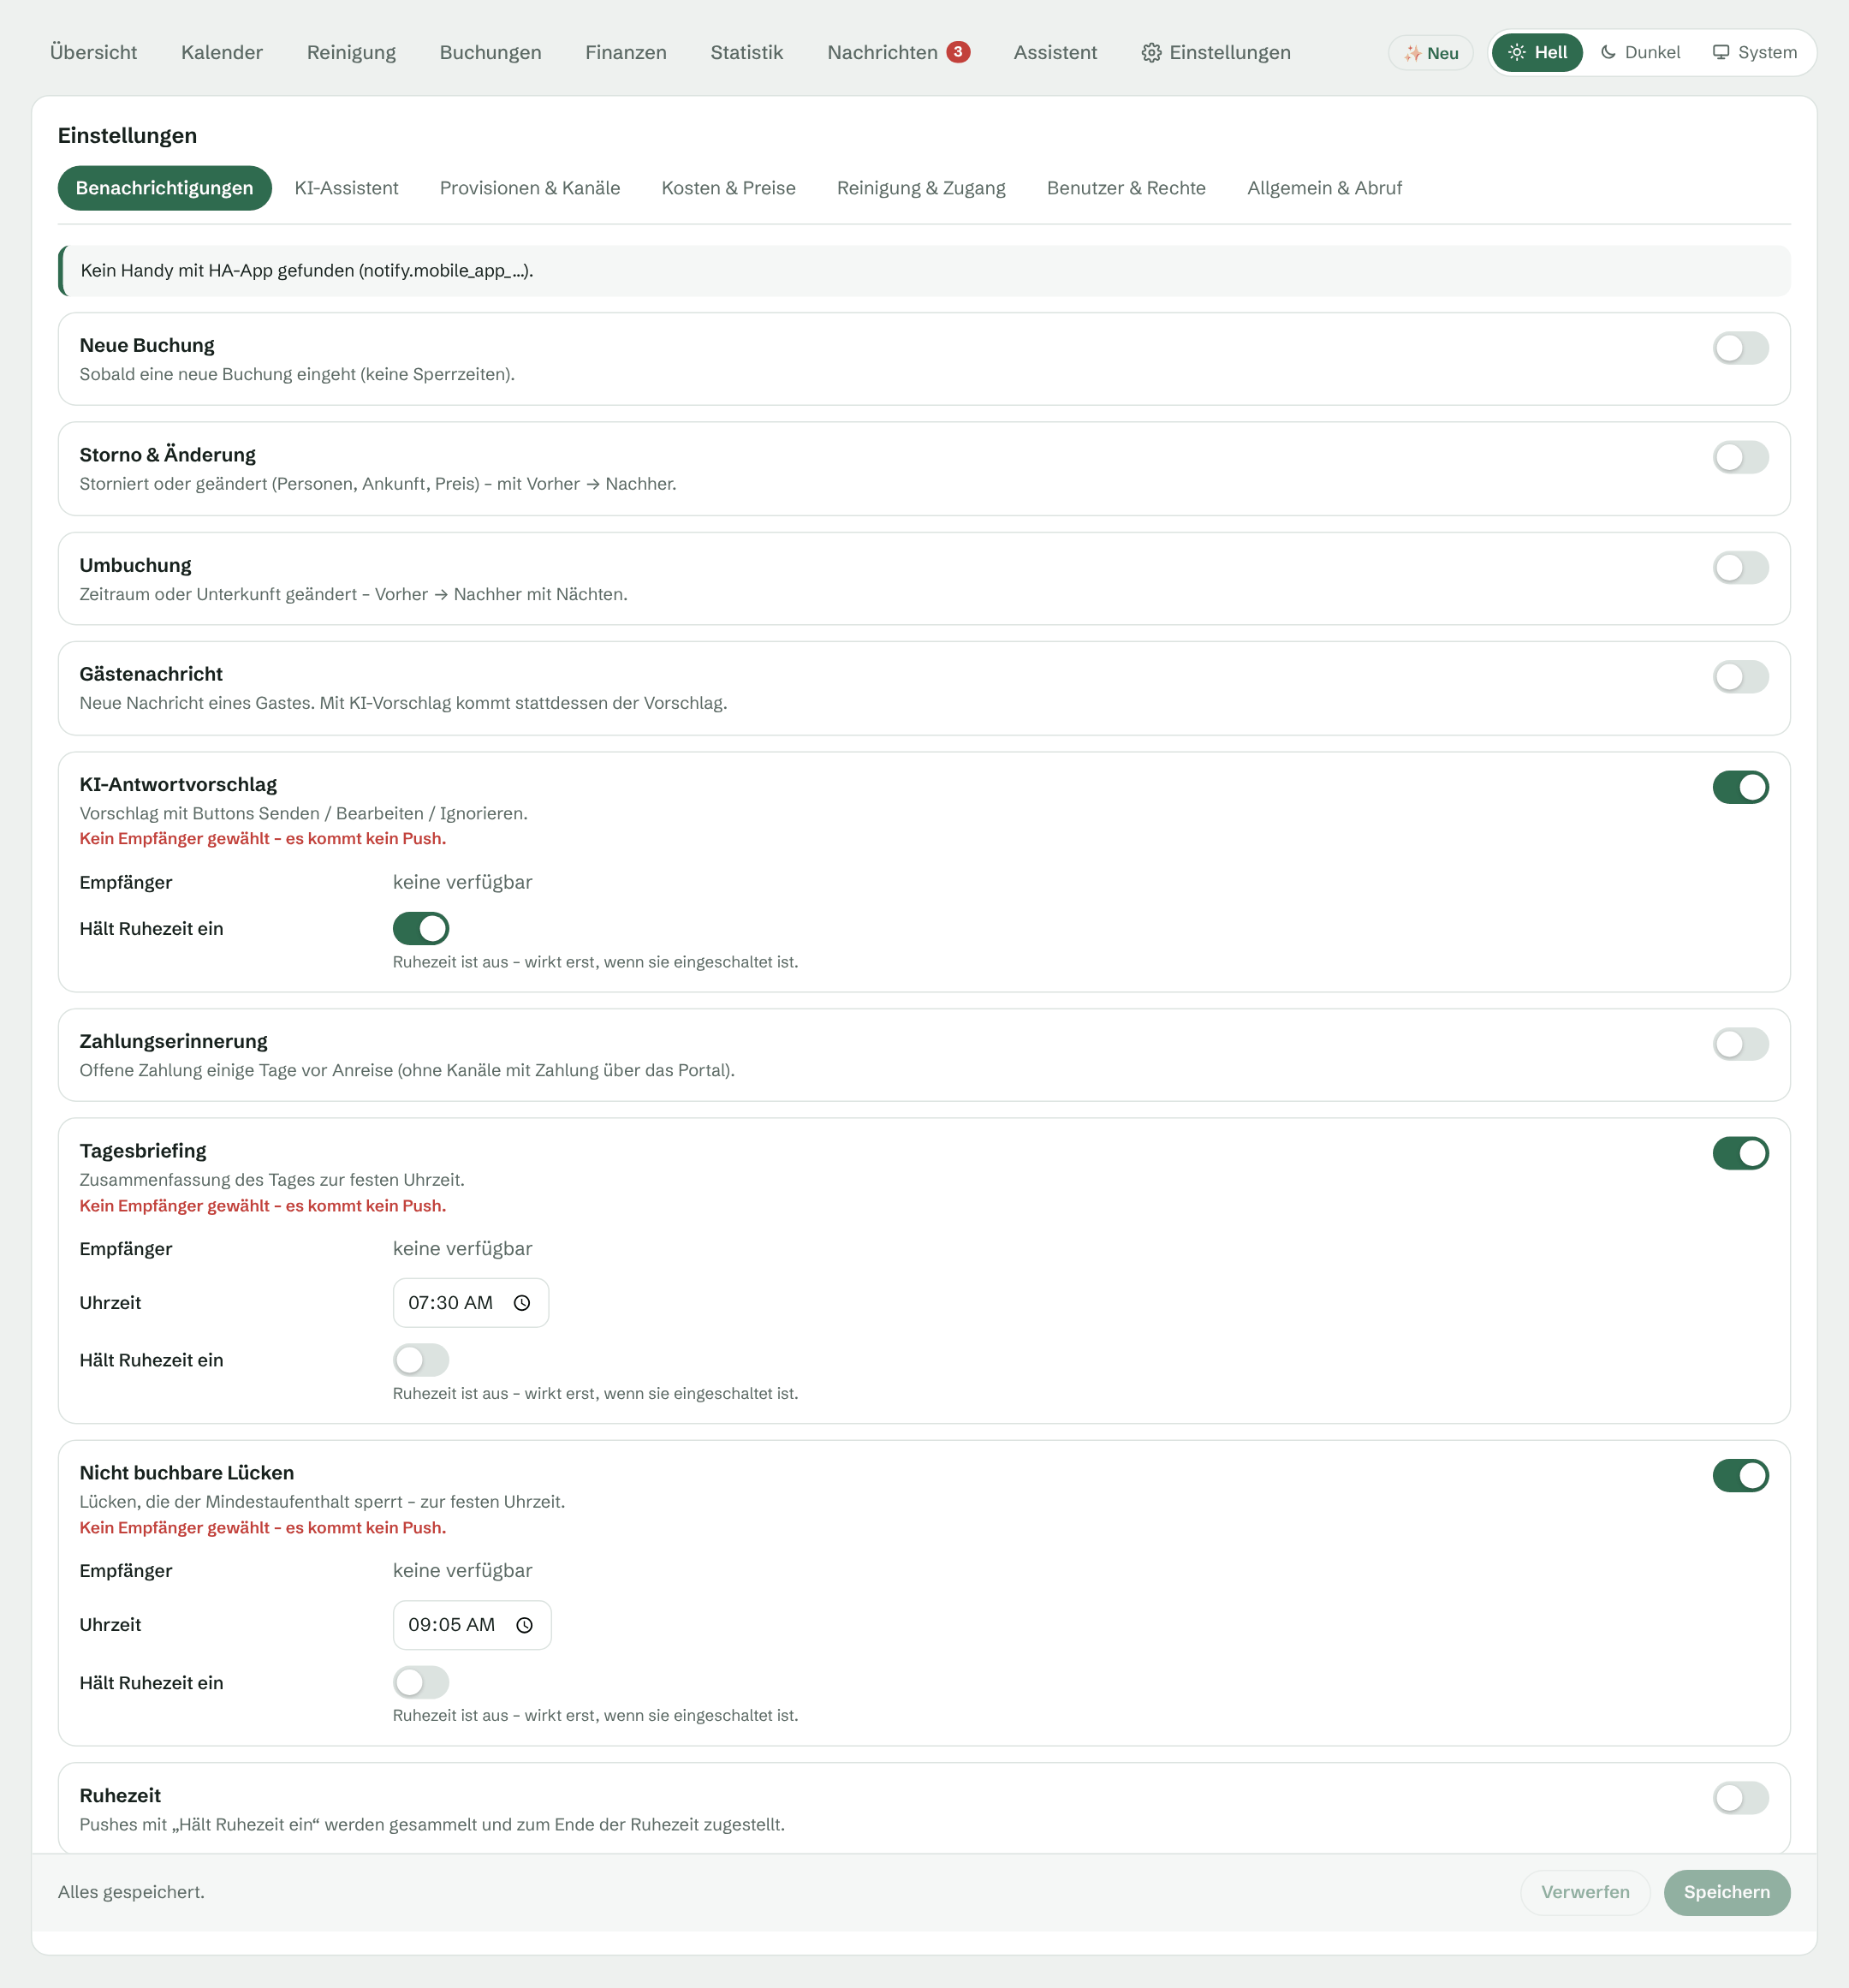 Übersicht Kalender Reinigung Buchungen Finanzen Statistik Nachrichten 3 Assistent Einstellungen Neu Hell Dunkel System
Einstellungen
Benachrichtigungen KI-Assistent Provisionen & Kanäle Kosten & Preise Reinigung & Zugang Benutzer & Rechte Allgemein & Abruf
Kein Handy mit HA-App gefunden (notify.mobile_app_…).
Neue Buchung
Sobald eine neue Buchung eingeht (keine Sperrzeiten).
Storno & Änderung
Storniert oder geändert (Personen, Ankunft, Preis) – mit Vorher → Nachher.
Umbuchung
Zeitraum oder Unterkunft geändert – Vorher → Nachher mit Nächten.
Gästenachricht
Neue Nachricht eines Gastes. Mit KI-Vorschlag kommt stattdessen der Vorschlag.
KI-Antwortvorschlag
Vorschlag mit Buttons Senden / Bearbeiten / Ignorieren.
Kein Empfänger gewählt – es kommt kein Push.
Empfänger keine verfügbar
Hält Ruhezeit ein
Ruhezeit ist aus – wirkt erst, wenn sie eingeschaltet ist.
Zahlungserinnerung
Offene Zahlung einige Tage vor Anreise (ohne Kanäle mit Zahlung über das Portal).
Tagesbriefing
Zusammenfassung des Tages zur festen Uhrzeit.
Kein Empfänger gewählt – es kommt kein Push.
Empfänger keine verfügbar
Uhrzeit 07:30 AM
Hält Ruhezeit ein
Ruhezeit ist aus – wirkt erst, wenn sie eingeschaltet ist.
Nicht buchbare Lücken
Lücken, die der Mindestaufenthalt sperrt – zur festen Uhrzeit.
Kein Empfänger gewählt – es kommt kein Push.
Empfänger keine verfügbar
Uhrzeit 09:05 AM
Hält Ruhezeit ein
Ruhezeit ist aus – wirkt erst, wenn sie eingeschaltet ist.
Ruhezeit
Pushes mit „Hält Ruhezeit ein“ werden gesammelt und zum Ende der Ruhezeit zugestellt.
Alles gespeichert. Verwerfen Speichern